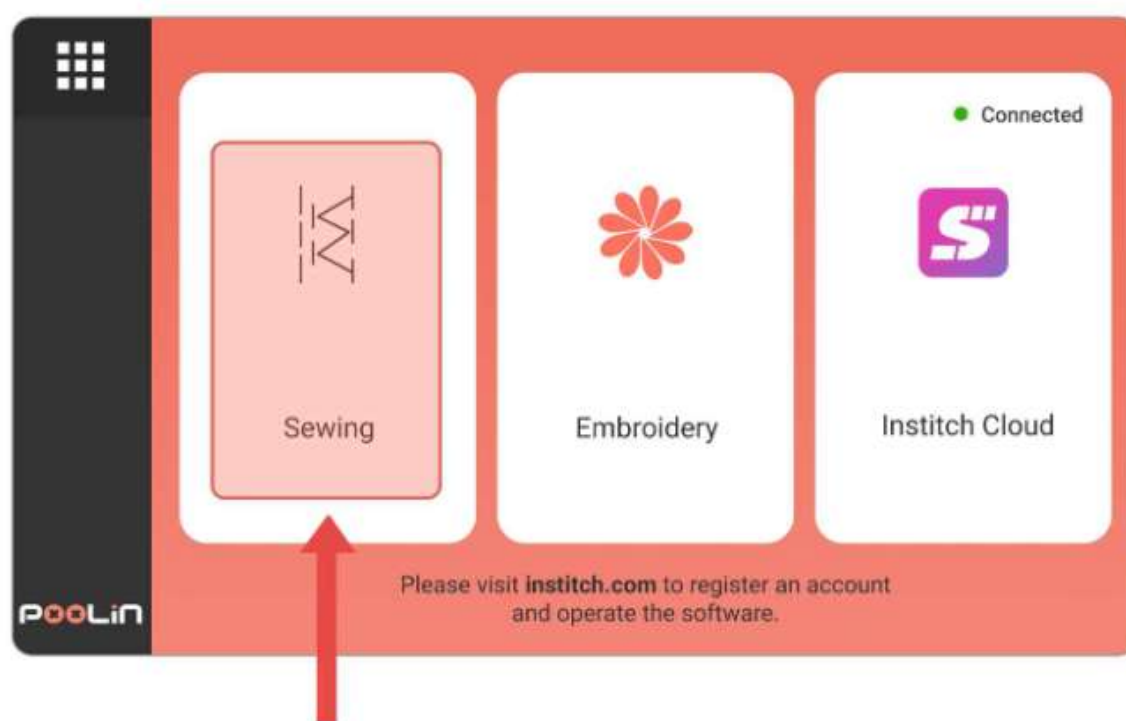 Connected
Sewing
Embroidery
Institch Cloud
Please visit institch.com to register an account
and operate the software.
POOLiN